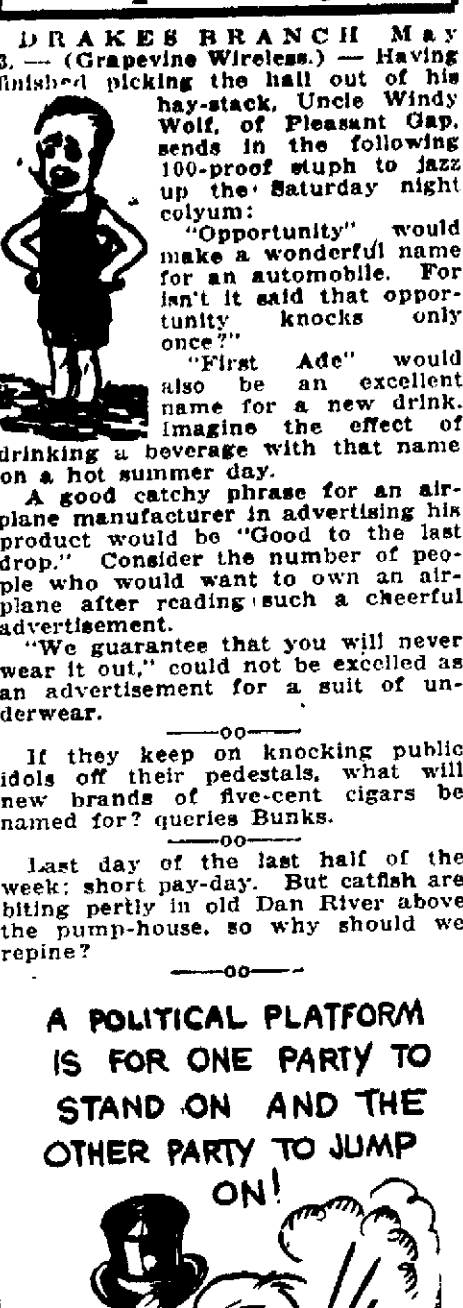 DRAKES BRANCH May
3. — (Grapevine Wireless.) — Having
finished picking the hall out of his
hay-stack, Uncle Windy
Wolf, of Pleasant Gap,
sends in the following
100-proof stuph to jazz
up the Saturday night
colyum:
"Opportunity" would
make a wonderful name
for an automobile. For
isn't it said that oppor-
tunity knocks only
once?"
"First Ade" would
also be an excellent
name for a new drink.
Imagine the effect of
drinking a beverage with that name
on a hot summer day.
A good catchy phrase for an air-
plane manufacturer in advertising his
product would be "Good to the last
drop." Consider the number of peo-
ple who would want to own an air-
plane after reading such a cheerful
advertisement.
"We guarantee that you will never
wear it out," could not be excelled as
an advertisement for a suit of un-
derwear.
——oo——
If they keep on knocking public
idols off their pedestals, what will
new brands of five-cent cigars be
named for? queries Bunks.
——oo——
Last day of the last half of the
week; short pay-day. But catfish are
biting pertly in old Dan River above
the pump-house, so why should we
repine?
——oo——
A POLITICAL PLATFORM
IS FOR ONE PARTY TO
STAND ON AND THE
OTHER PARTY TO JUMP
ON!